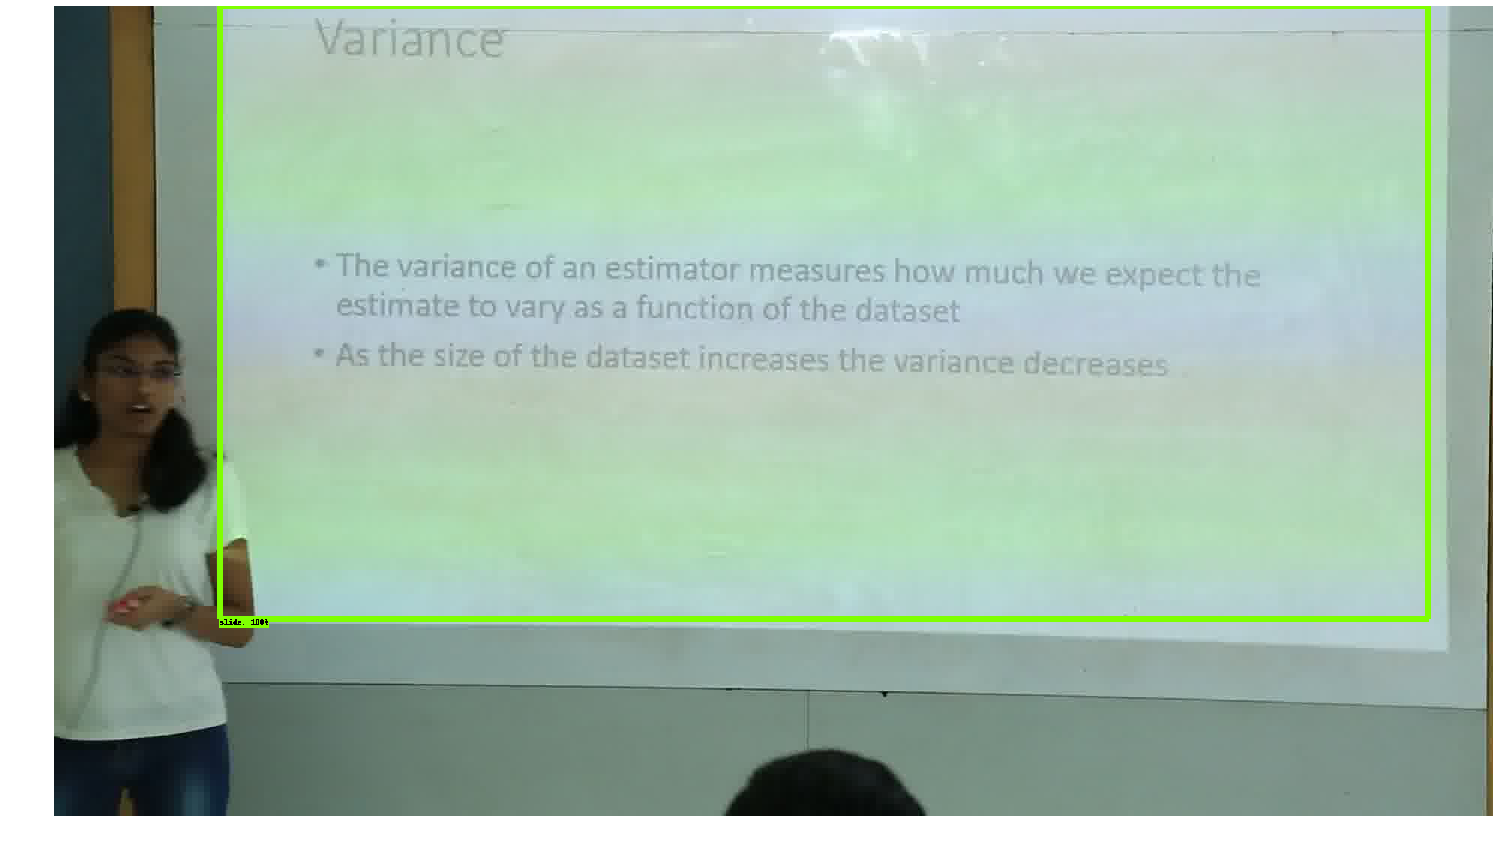 Variance
• The variance of an estimator measures how much we expect the
estimate to vary as a function of the dataset
• As the size of the dataset increases the variance decreases
slide: 100%